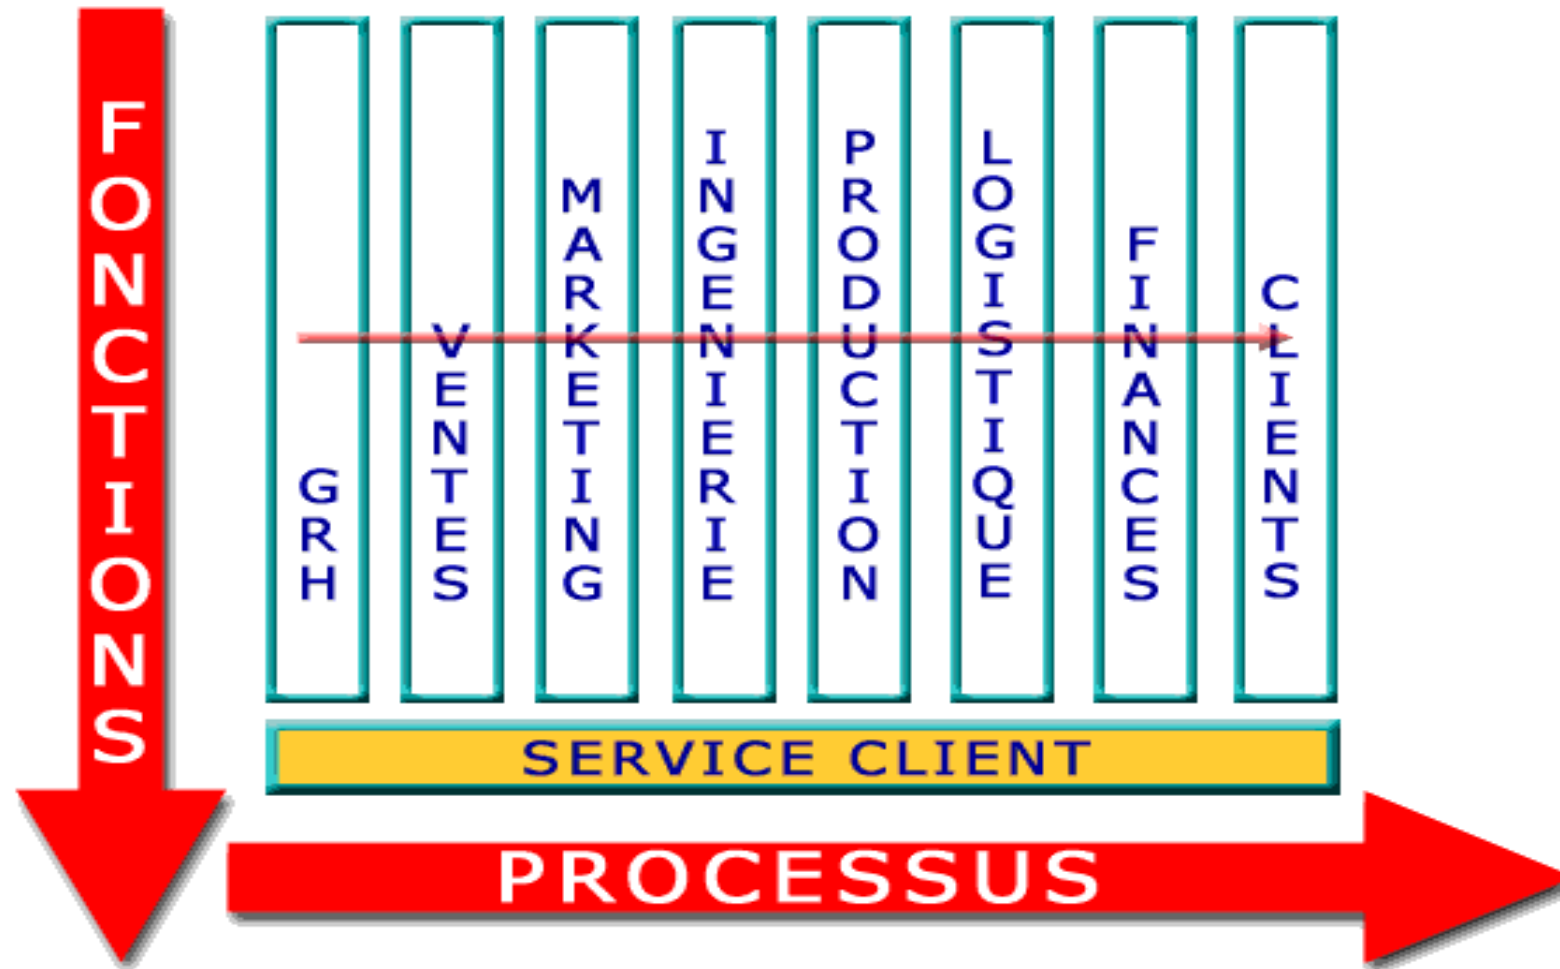 FONCTIONS
GRH
VENTES
MARKETING
INGENIERIE
PRODUCTION
LOGISTIQUE
FINANCES
CLIENTS
SERVICE CLIENT
PROCESSUS